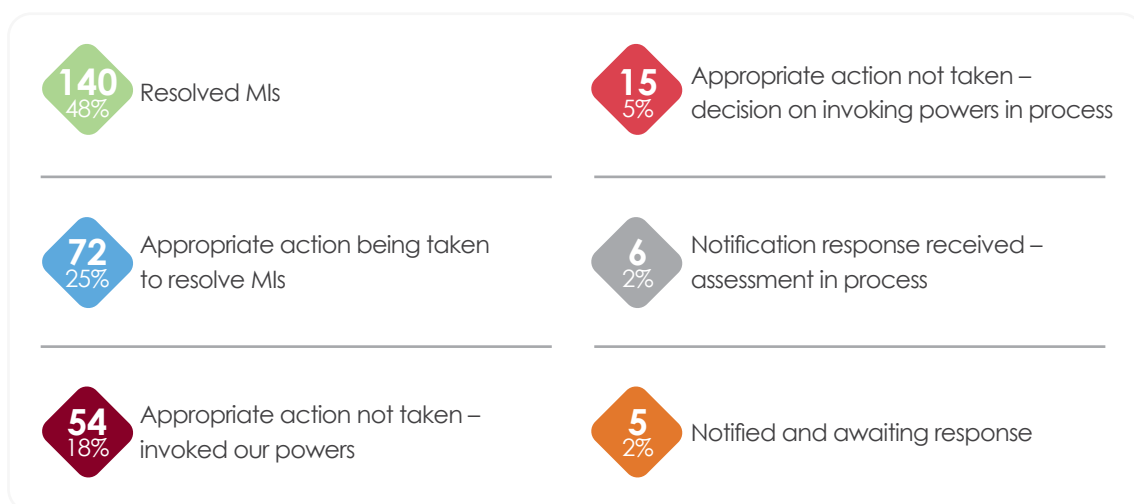 140
48%
Resolved MIs
72
25%
Appropriate action being taken
to resolve MIs
54
18%
Appropriate action not taken –
invoked our powers
15
5%
Appropriate action not taken –
decision on invoking powers in process
6
2%
Notification response received –
assessment in process
5
2%
Notified and awaiting response